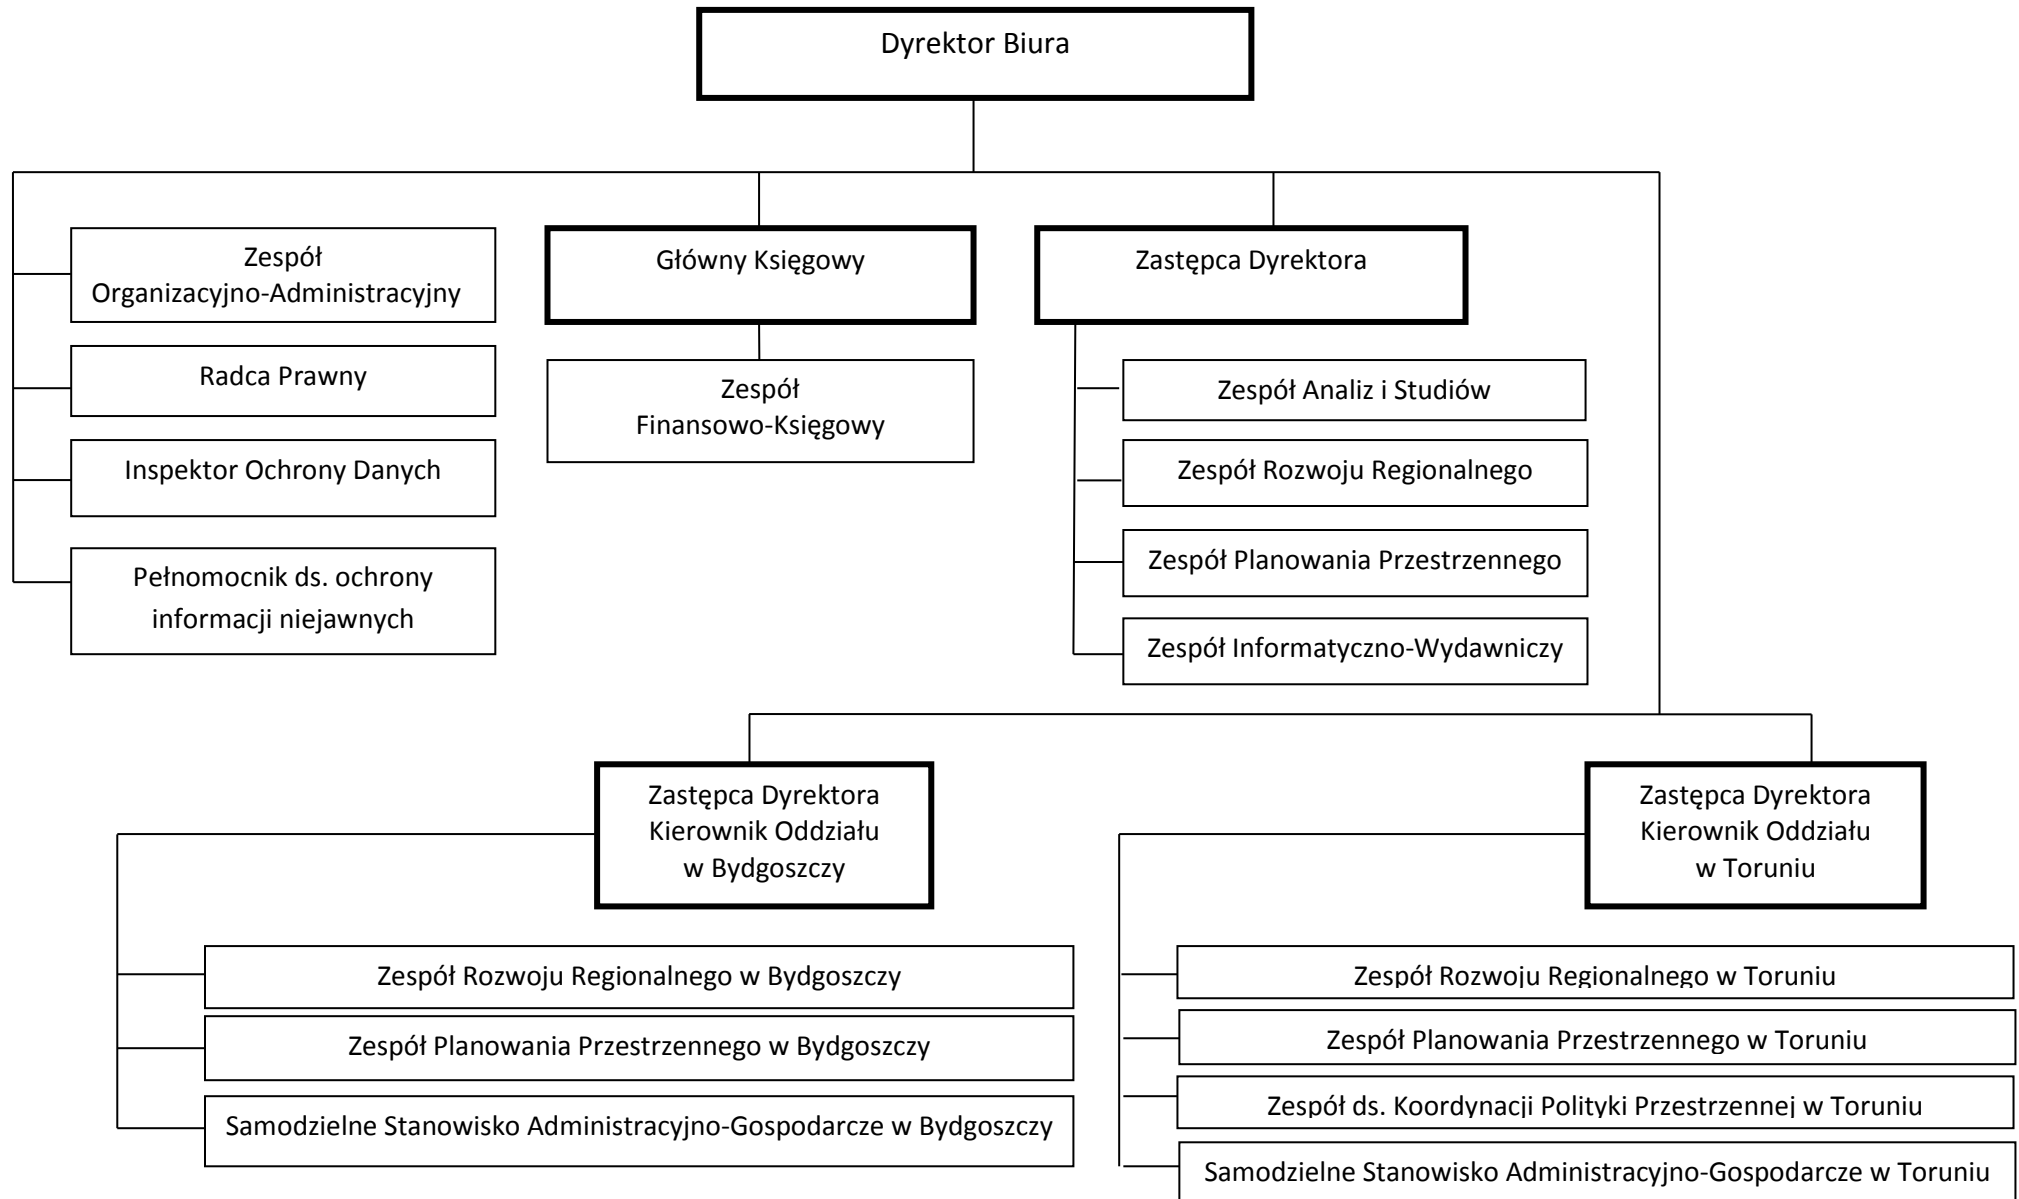 Dyrektor Biura
Zespół
Organizacyjno-Administracyjny
Radca Prawny
Inspektor Ochrony Danych
Pełnomocnik ds. ochrony
informacji niejawnych
Główny Księgowy
Zespół
Finansowo-Księgowy
Zastępca Dyrektora
Zespół Analiz i Studiów
Zespół Rozwoju Regionalnego
Zespół Planowania Przestrzennego
Zespół Informatyczno-Wydawniczy
Zastępca Dyrektora
Kierownik Oddziału
w Bydgoszczy
Zespół Rozwoju Regionalnego w Bydgoszczy
Zespół Planowania Przestrzennego w Bydgoszczy
Samodzielne Stanowisko Administracyjno-Gospodarcze w Bydgoszczy
Zastępca Dyrektora
Kierownik Oddziału
w Toruniu
Zespół Rozwoju Regionalnego w Toruniu
Zespół Planowania Przestrzennego w Toruniu
Zespół ds. Koordynacji Polityki Przestrzennej w Toruniu
Samodzielne Stanowisko Administracyjno-Gospodarcze w Toruniu